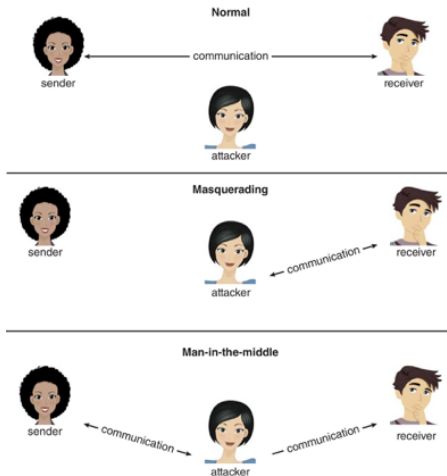 Normal
communication
sender
receiver
attacker
Masquerading
communication
sender
receiver
attacker
Man-in-the-middle
communication
communication
sender
receiver
attacker